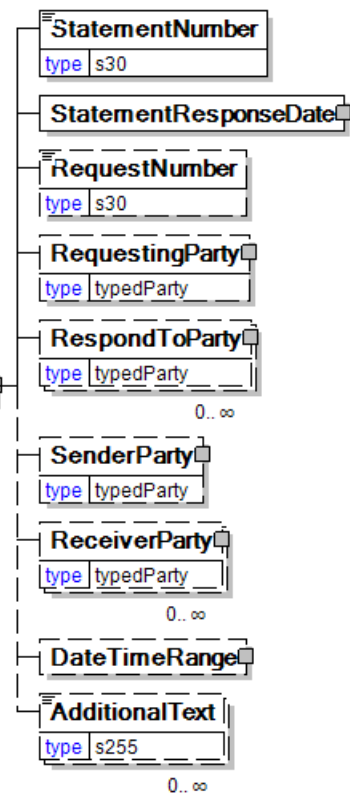 StatementNumber
type s30
StatementResponseDate
RequestNumber
type s30
RequestingParty
type typedParty
RespondToParty
type typedParty
0.. ∞
SenderParty
type typedParty
ReceiverParty
type typedParty
0.. ∞
DateTimeRange
AdditionalText
type s255
0.. ∞